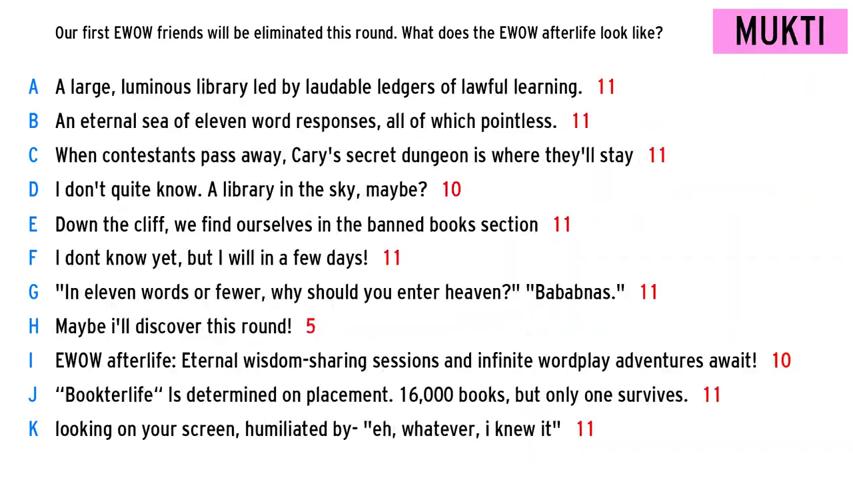 Our first EWOW friends will be eliminated this round. What does the EWOW afterlife look like?
MUKTI
A A large, luminous library led by laudable ledgers of lawful learning. 11
B An eternal sea of eleven word responses, all of which pointless. 11
C When contestants pass away, Cary's secret dungeon is where they'll stay 11
D I don't quite know. A library in the sky, maybe? 10
E Down the cliff, we find ourselves in the banned books section 11
F I dont know yet, but I will in a few days! 11
G "In eleven words or fewer, why should you enter heaven?" "Bababnas." 11
H Maybe i'll discover this round! 5
I EWOW afterlife: Eternal wisdom-sharing sessions and infinite wordplay adventures await! 10
J “Bookterlife“ Is determined on placement. 16,000 books, but only one survives. 11
K looking on your screen, humiliated by- "eh, whatever, i knew it" 11